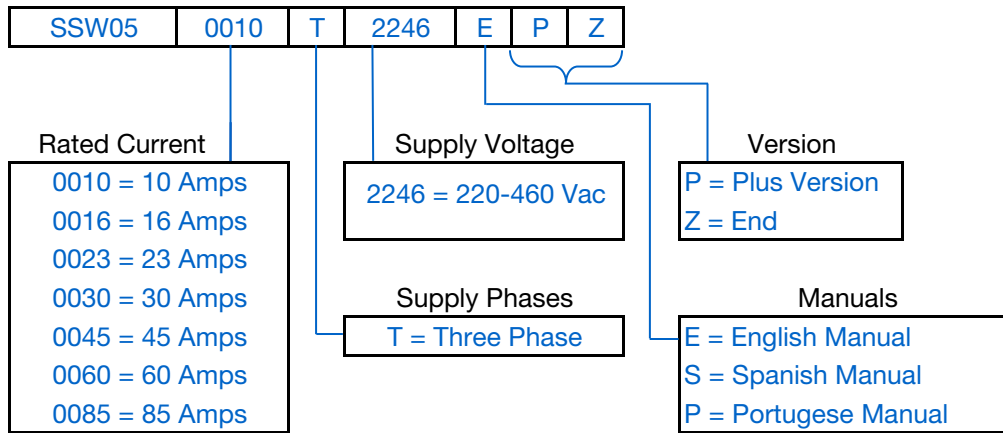 SSW05 0010 T 2246 E P Z
Rated Current
0010 = 10 Amps
0016 = 16 Amps
0023 = 23 Amps
0030 = 30 Amps
0045 = 45 Amps
0060 = 60 Amps
0085 = 85 Amps
Supply Voltage
2246 = 220-460 Vac
Supply Phases
T = Three Phase
Version
P = Plus Version
Z = End
Manuals
E = English Manual
S = Spanish Manual
P = Portugese Manual